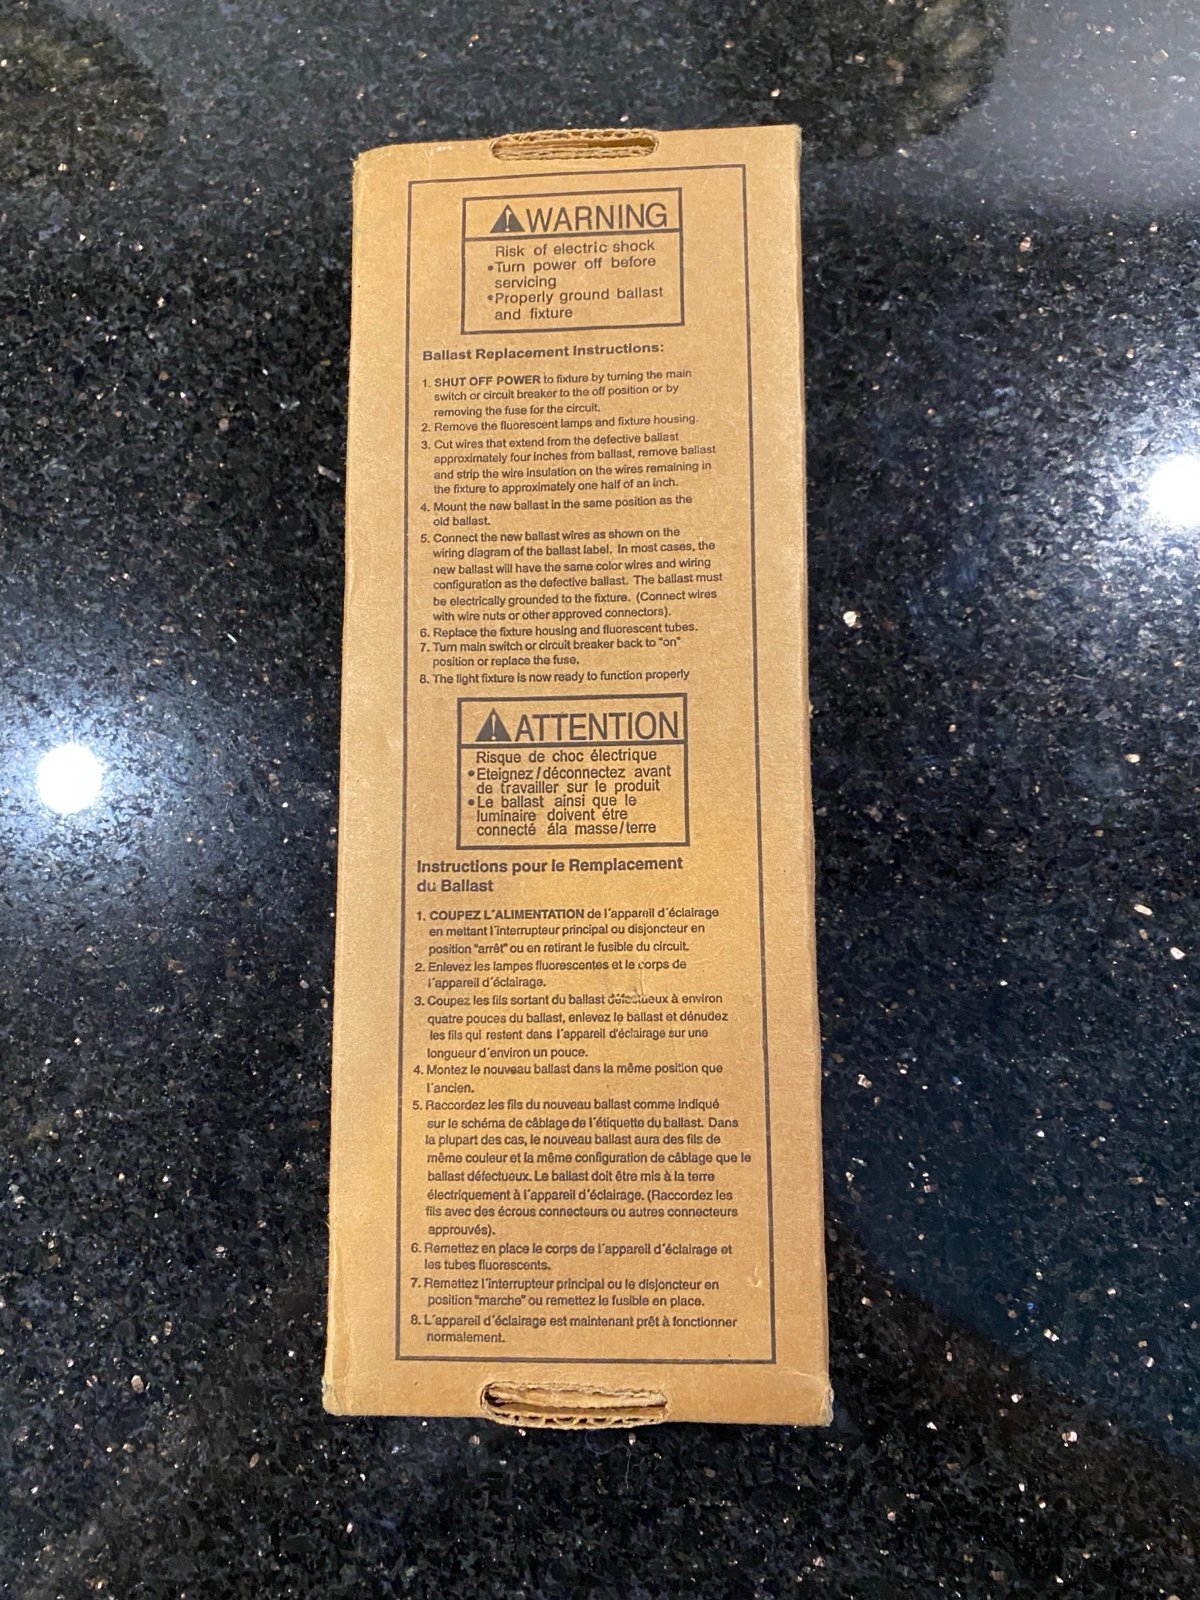 WARNING
Risk of electric shock
•Turn power off before
servicing
•Properly ground ballast
and fixture
Ballast Replacement Instructions:
1. SHUT OFF POWER to fixture by turning the main
switch or circuit breaker to the off position or by
removing the fuse for the circuit.
2. Remove the fluorescent lamps and fixture housing.
3. Cut wires that extend from the defective ballast
approximately four inches from ballast, remove ballast
and strip the wire insulation on the wires remaining in
the fixture to approximately one half of an inch.
4. Mount the new ballast in the same position as the
old ballast.
5. Connect the new ballast wires as shown on the
wiring diagram of the ballast label. In most cases, the
new ballast will have the same color wires and wiring
configuration as the defective ballast. The ballast must
be electrically grounded to the fixture. (Connect wires
with wire nuts or other approved connectors).
6. Replace the fixture housing and fluorescent tubes.
7. Turn main switch or circuit breaker back to "on"
position or replace the fuse.
8. The light fixture is now ready to function properly
ATTENTION
Risque de choc électrique
•Eteignez/déconnectez avant
de travailler sur le produit
•Le ballast ainsi que le
luminaire doivent étre
connecté ála masse/terre
Instructions pour le Remplacement
du Ballast
1. COUPEZ L'ALIMENTATION de l'appareil d'éclairage
en mettant l'interrupteur principal ou disjoncteur en
position "arrêt" ou en retirant le fusible du circuit.
2. Enlevez les lampes fluorescentes et le corps de
l'appareil d'éclairage.
3. Coupez les fils sortant du ballast défectueux à environ
quatre pouces du ballast, enlevez le ballast et dénudez
les fils qui restent dans l'appareil d'éclairage sur une
longueur d'environ un pouce.
4. Montez le nouveau ballast dans la même position que
l'ancien.
5. Raccordez les fils du nouveau ballast comme indiqué
sur le schéma de câblage de l'étiquette du ballast. Dans
la plupart des cas, le nouveau ballast aura des fils de
même couleur et la même configuration de câblage que le
ballast défectueux. Le ballast doit être mis à la terre
électriquement à l'appareil d'éclairage. (Raccordez les
fils avec des écrous connecteurs ou autres connecteurs
approuvés).
6. Remettez en place le corps de l'appareil d'éclairage et
les tubes fluorescents.
7. Remettez l'interrupteur principal ou le disjoncteur en
position "marche" ou remettez le fusible en place.
8. L'appareil d'éclairage est maintenant prêt à fonctionner
normalement.